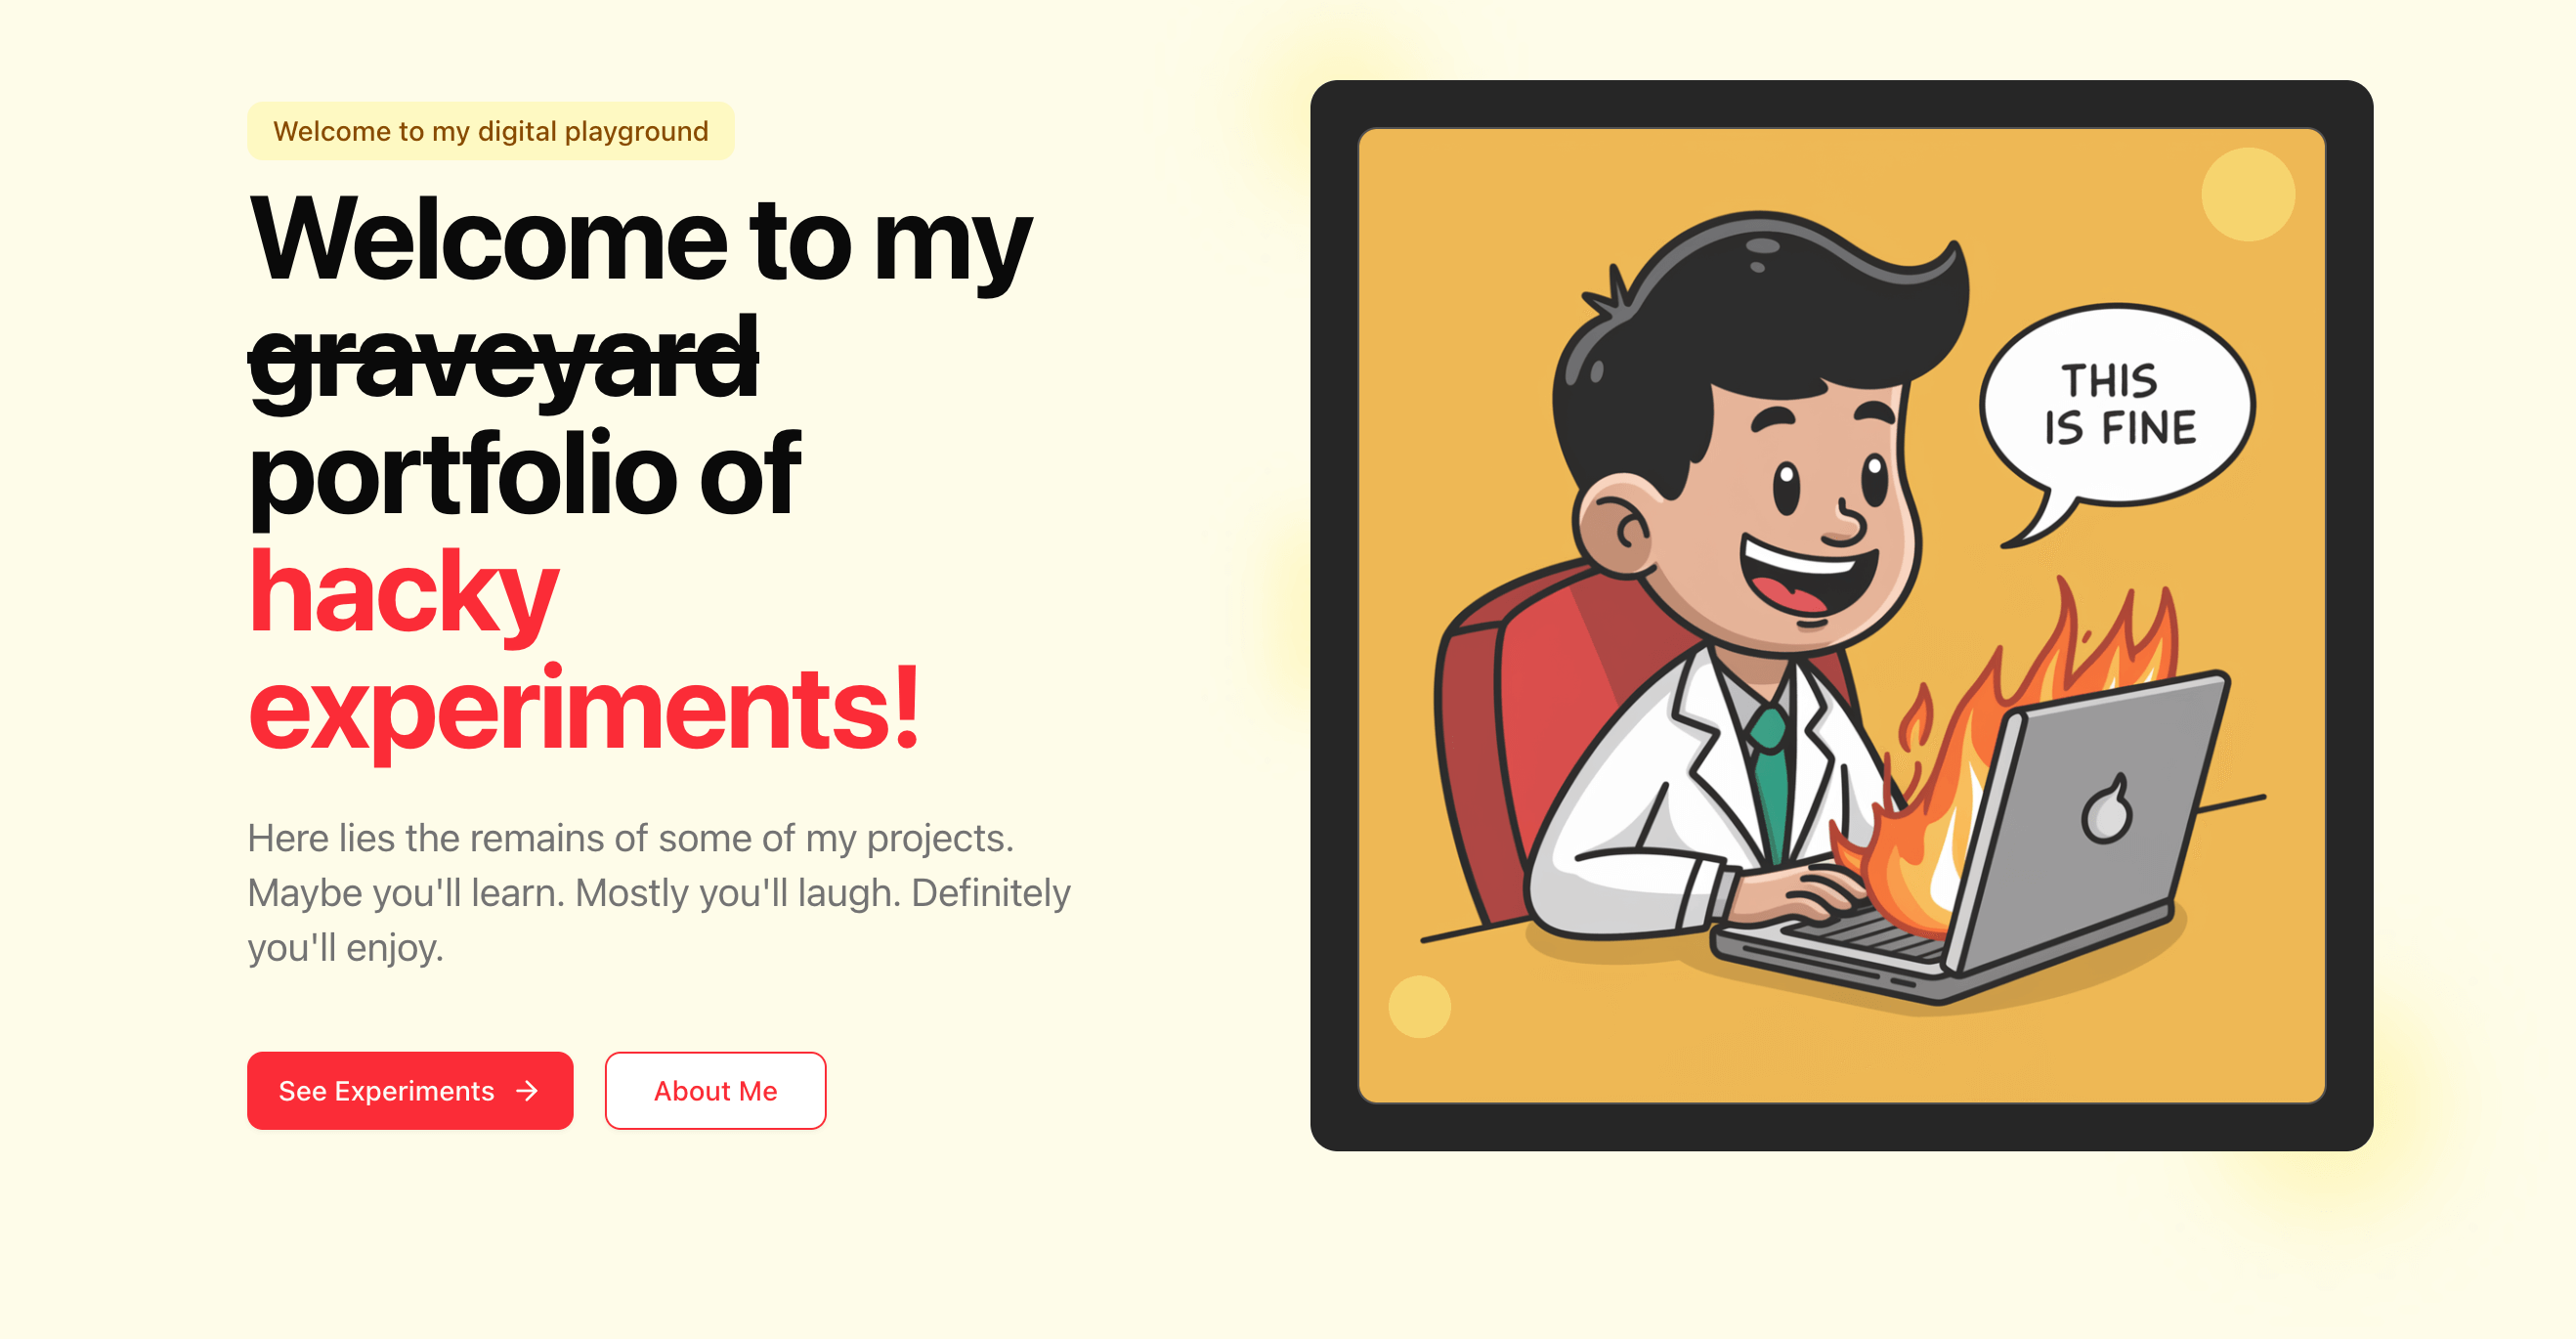 Welcome to my digital playground
Welcome to my
graveyard
portfolio of
hacky
experiments!
Here lies the remains of some of my projects.
Maybe you'll learn. Mostly you'll laugh. Definitely
you'll enjoy.
See Experiments
About Me
THIS
IS FINE